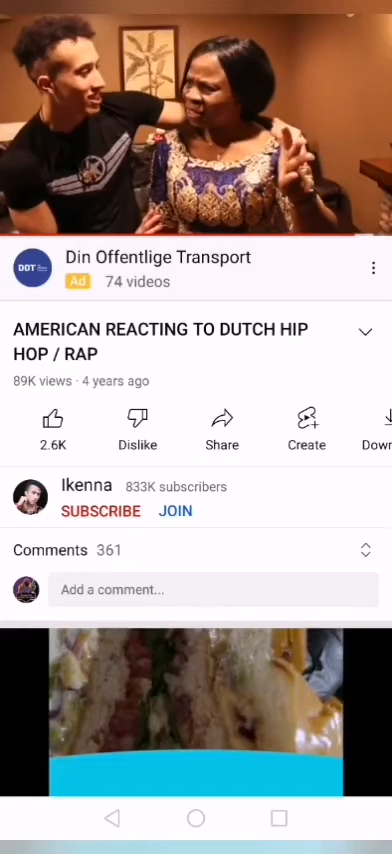 DOT
Din Offentlige Transport
Ad 74 videos
AMERICAN REACTING TO DUTCH HIP
HOP / RAP
89K views · 4 years ago
2.6K Dislike Share Create Down
Ikenna 833K subscribers
SUBSCRIBE JOIN
Comments 361
Add a comment...